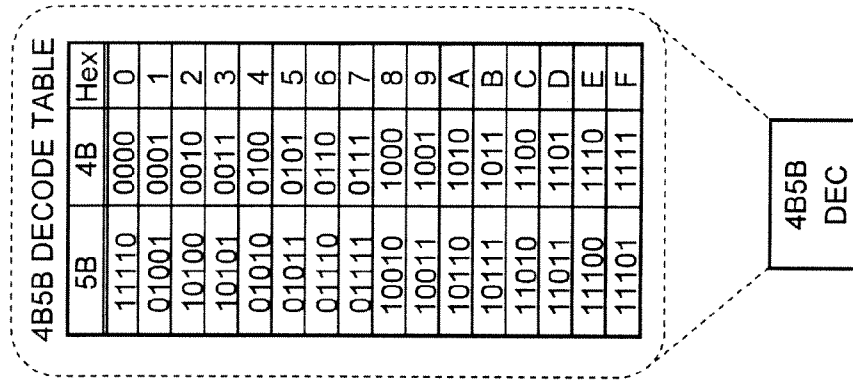 4B5B DECODE TABLE
5B 4B Hex
11110 0000 0
01001 0001 1
10100 0010 2
10101 0011 3
01010 0100 4
01011 0101 5
01110 0110 6
01111 0111 7
10010 1000 8
10011 1001 9
10110 1010 A
10111 1011 B
11010 1100 C
11011 1101 D
11100 1110 E
11101 1111 F
4B5B
DEC